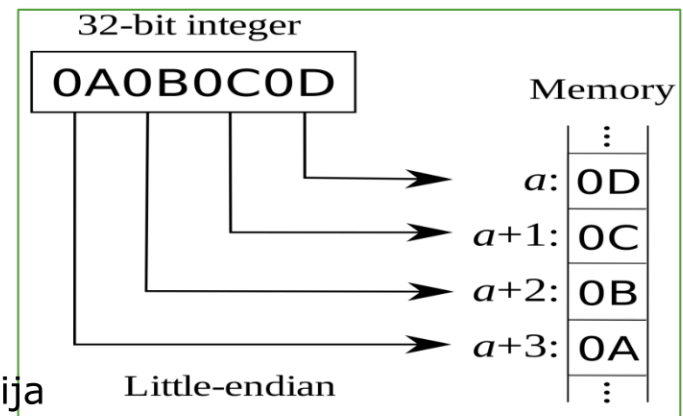 32-bit integer
0A0B0C0D
Memory
a: 0D
a+1: 0C
a+2: 0B
a+3: 0A
ija
Little-endian